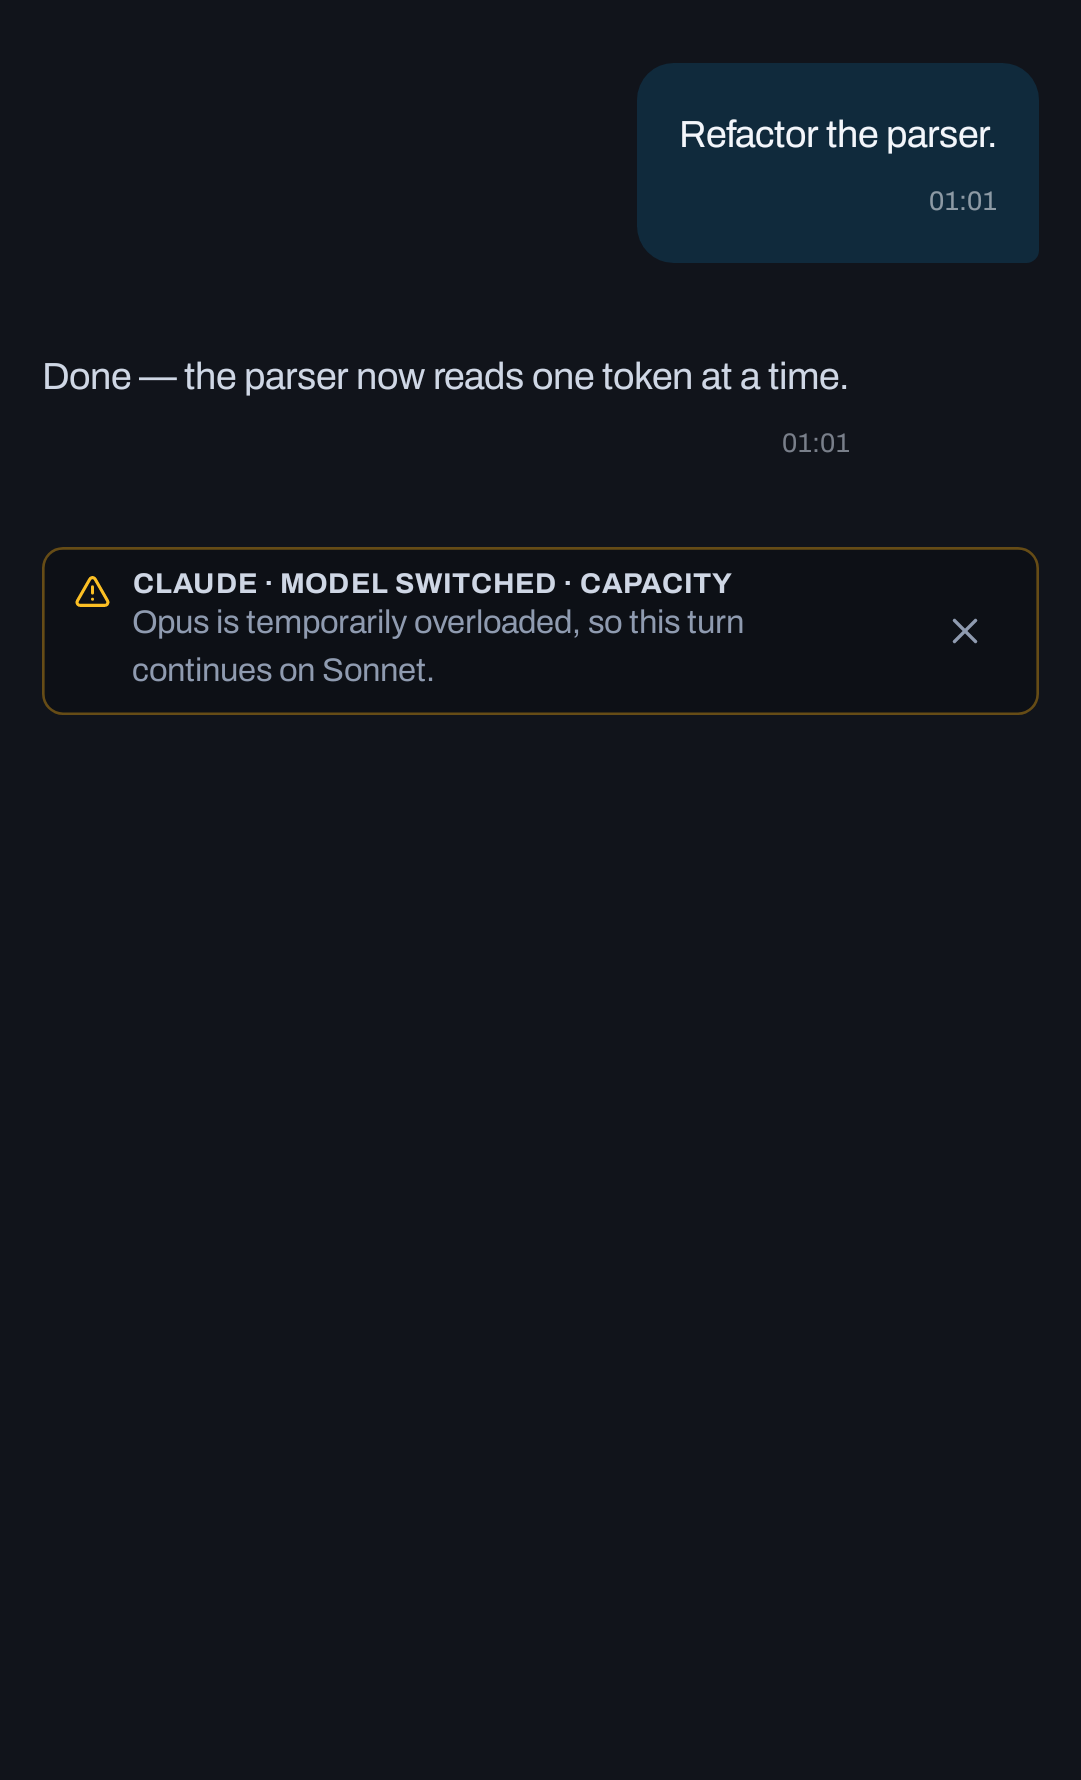 Refactor the parser.
01:01
Done — the parser now reads one token at a time.
01:01
CLAUDE · MODEL SWITCHED · CAPACITY
Opus is temporarily overloaded, so this turn
continues on Sonnet.